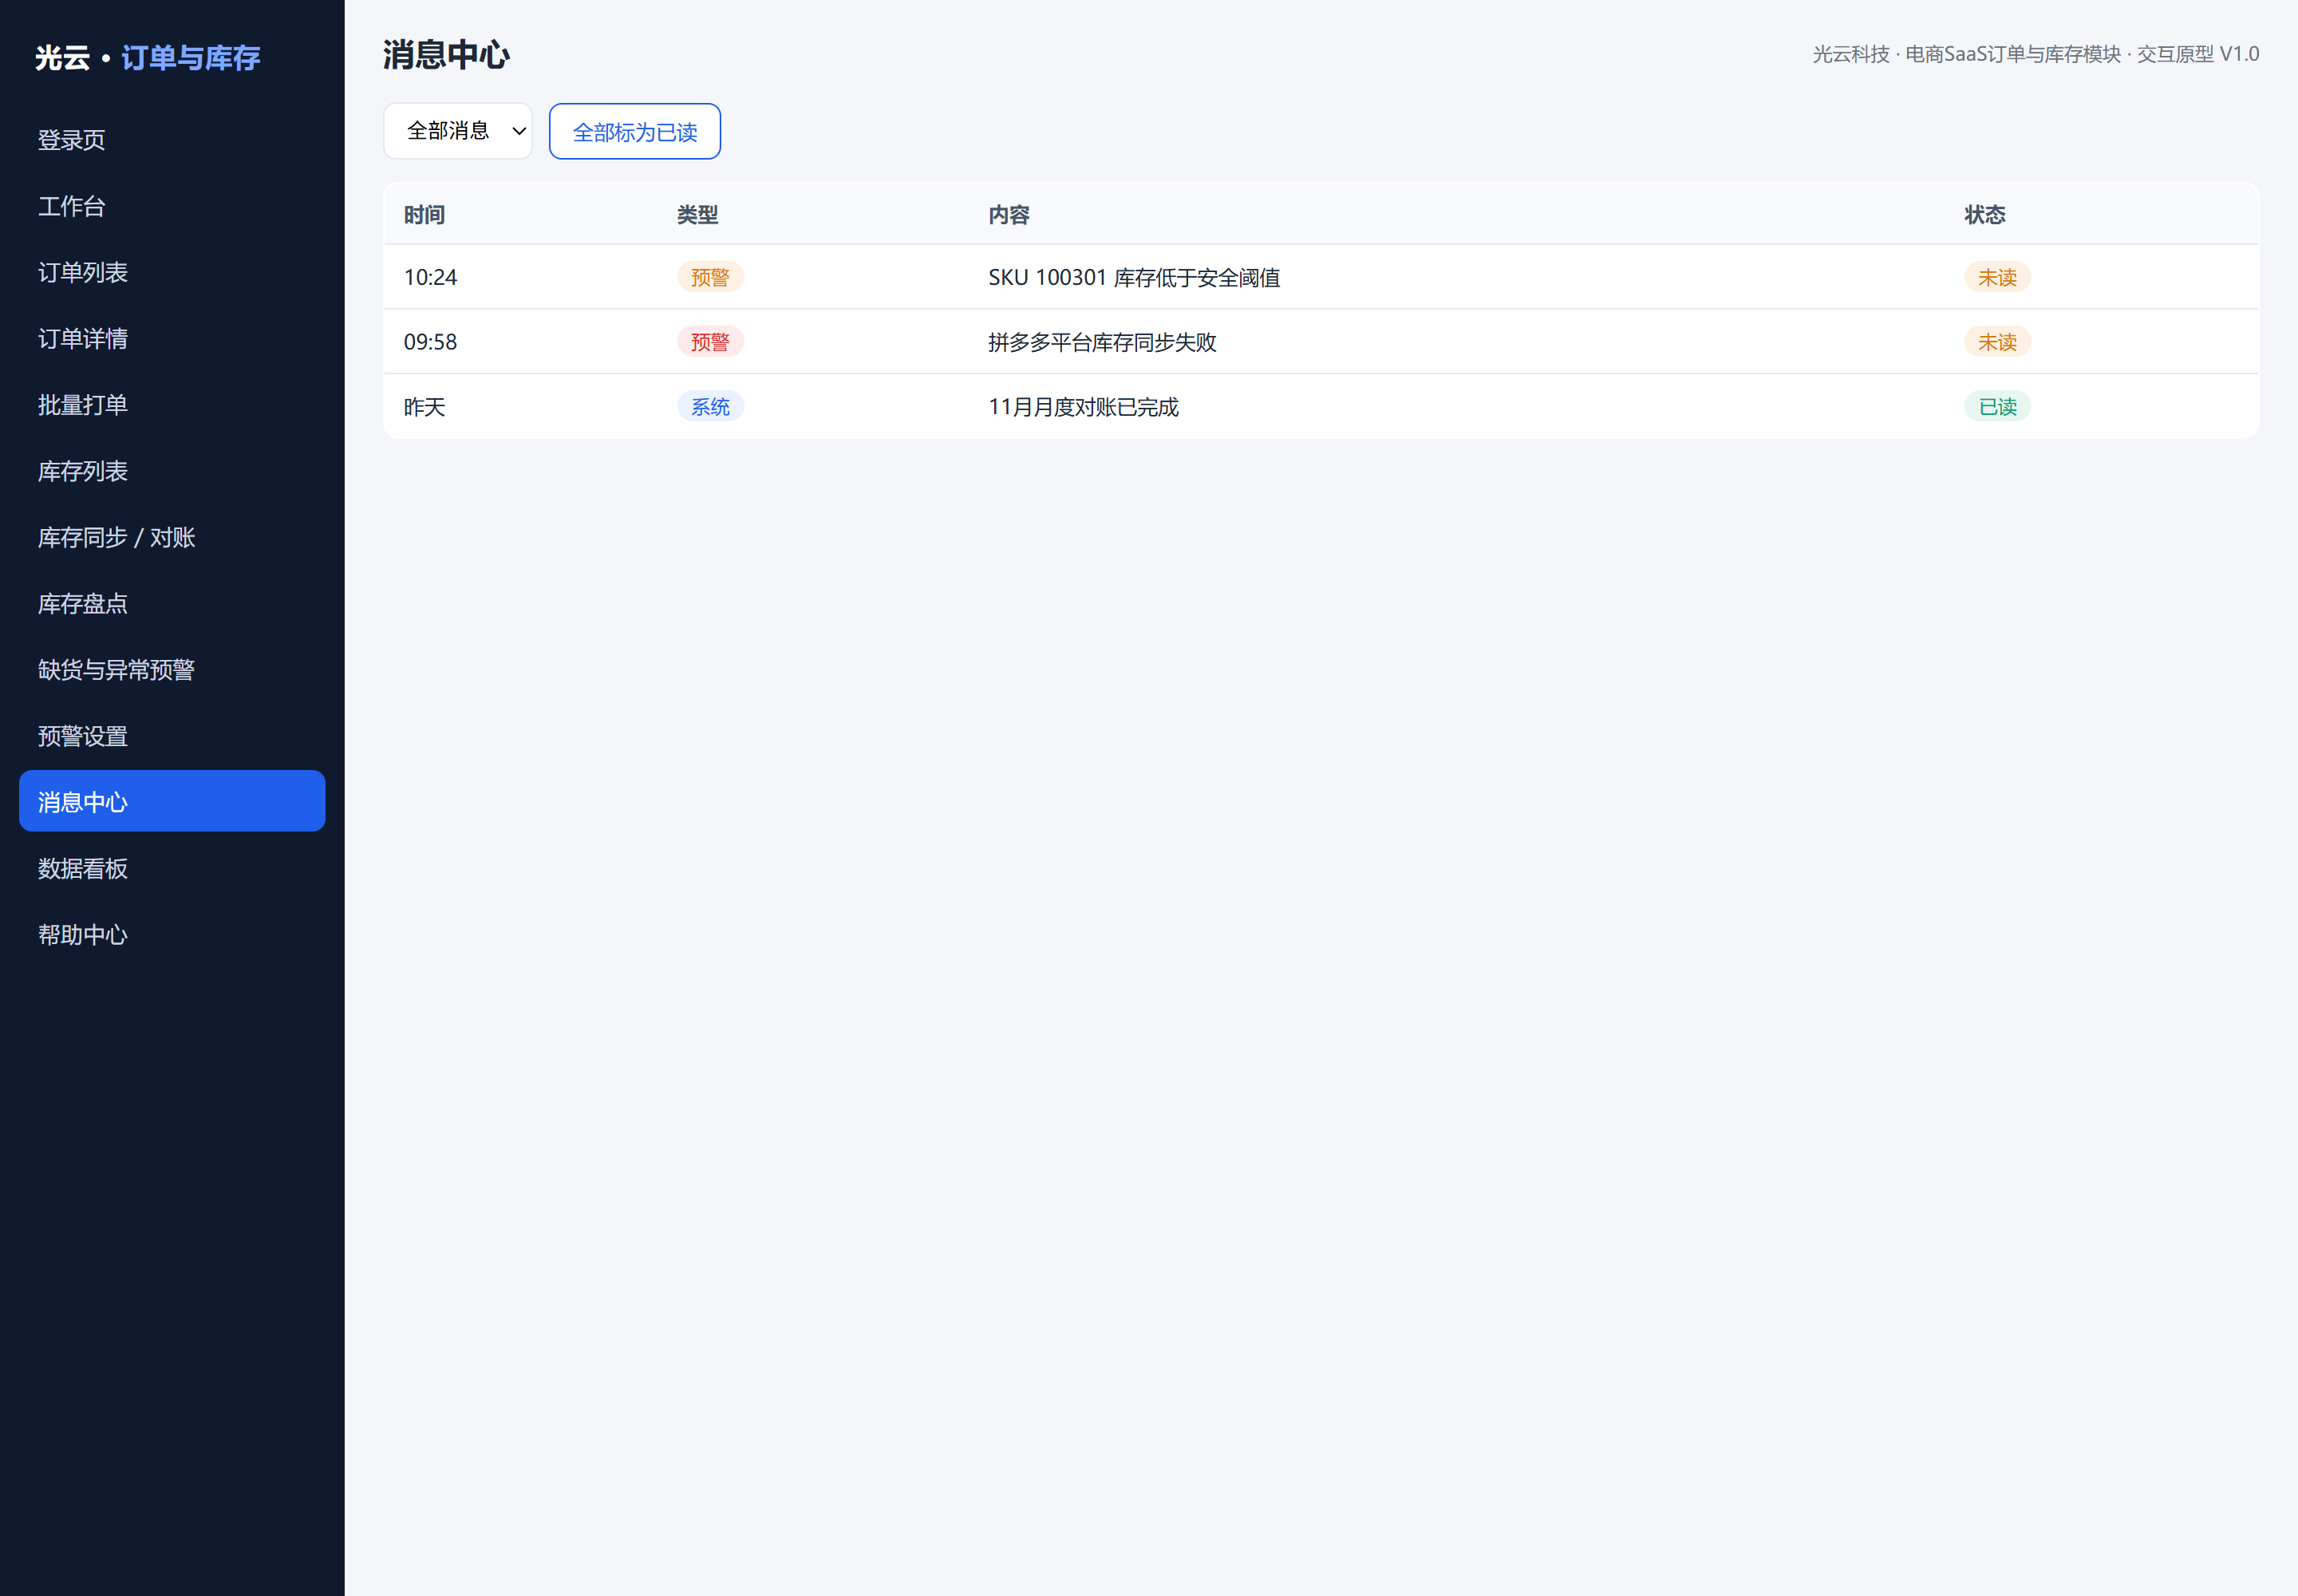 光云 · 订单与库存
登录页
工作台
订单列表
订单详情
批量打单
库存列表
库存同步 / 对账
库存盘点
缺货与异常预警
预警设置
消息中心
数据看板
帮助中心
消息中心
光云科技 · 电商SaaS订单与库存模块 · 交互原型 V1.0
全部消息 全部标为已读
时间 类型 内容 状态
10:24 预警 SKU 100301 库存低于安全阈值 未读
09:58 预警 拼多多平台库存同步失败 未读
昨天 系统 11月月度对账已完成 已读